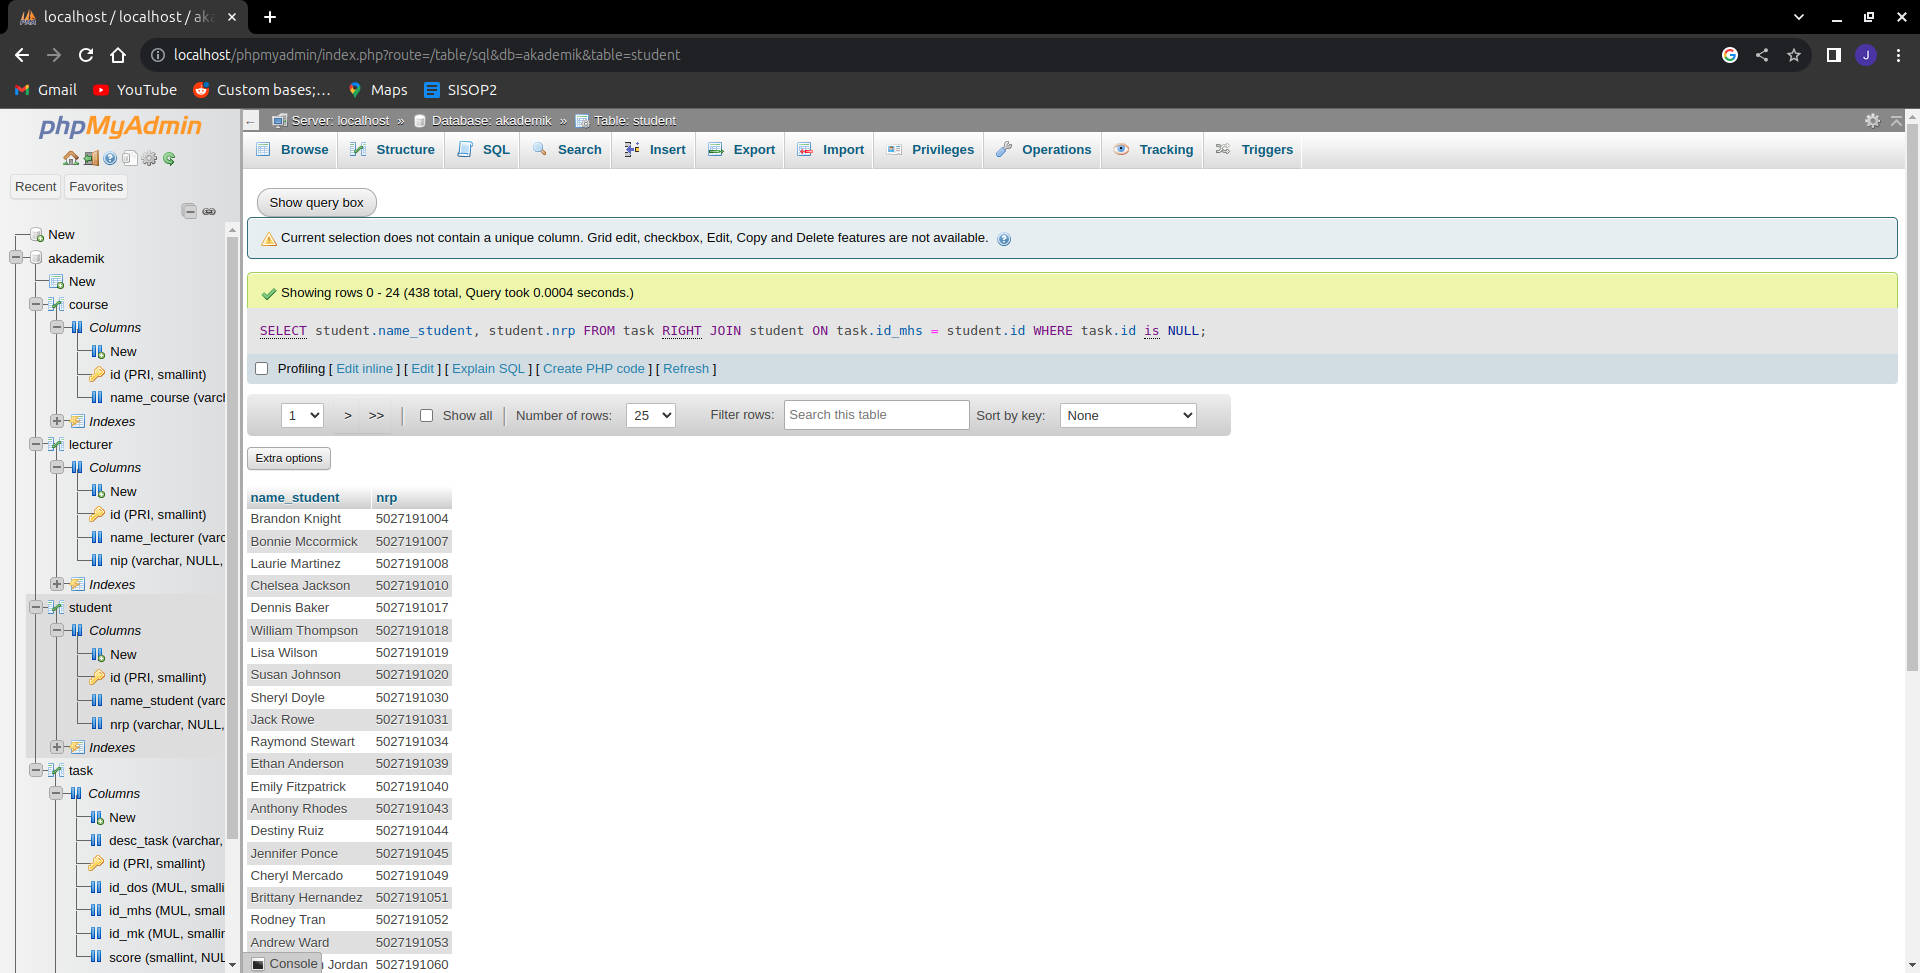 localhost / localhost / aka
localhost/phpmyadmin/index.php?route=/table/sql&db=akademik&table=student
J
Gmail YouTube Custom bases;... Maps SISOP2
phpMyAdmin
Recent Favorites
New
akademik
New
course
Columns
New
id (PRI, smallint)
name_course (varch
Indexes
lecturer
Columns
New
id (PRI, smallint)
name_lecturer (varc
nip (varchar, NULL,
Indexes
student
Columns
New
id (PRI, smallint)
name_student (varc
nrp (varchar, NULL,
Indexes
task
Columns
New
desc_task (varchar,
id (PRI, smallint)
id_dos (MUL, smalli
id_mhs (MUL, small
id_mk (MUL, smallin
score (smallint, NUL
Server: localhost » Database: akademik » Table: student
Browse Structure SQL Search Insert Export Import Privileges Operations Tracking Triggers
Show query box
Current selection does not contain a unique column. Grid edit, checkbox, Edit, Copy and Delete features are not available.
Showing rows 0 - 24 (438 total, Query took 0.0004 seconds.)
SELECT student.name_student, student.nrp FROM task RIGHT JOIN student ON task.id_mhs = student.id WHERE task.id is NULL;
Profiling [ Edit inline ] [ Edit ] [ Explain SQL ] [ Create PHP code ] [ Refresh ]
1 > >> | Show all | Number of rows: 25 Filter rows: Search this table Sort by key: None
Extra options
name_student nrp
Brandon Knight 5027191004
Bonnie Mccormick 5027191007
Laurie Martinez 5027191008
Chelsea Jackson 5027191010
Dennis Baker 5027191017
William Thompson 5027191018
Lisa Wilson 5027191019
Susan Johnson 5027191020
Sheryl Doyle 5027191030
Jack Rowe 5027191031
Raymond Stewart 5027191034
Ethan Anderson 5027191039
Emily Fitzpatrick 5027191040
Anthony Rhodes 5027191043
Destiny Ruiz 5027191044
Jennifer Ponce 5027191045
Cheryl Mercado 5027191049
Brittany Hernandez 5027191051
Rodney Tran 5027191052
Andrew Ward 5027191053
Jordan 5027191060
Console